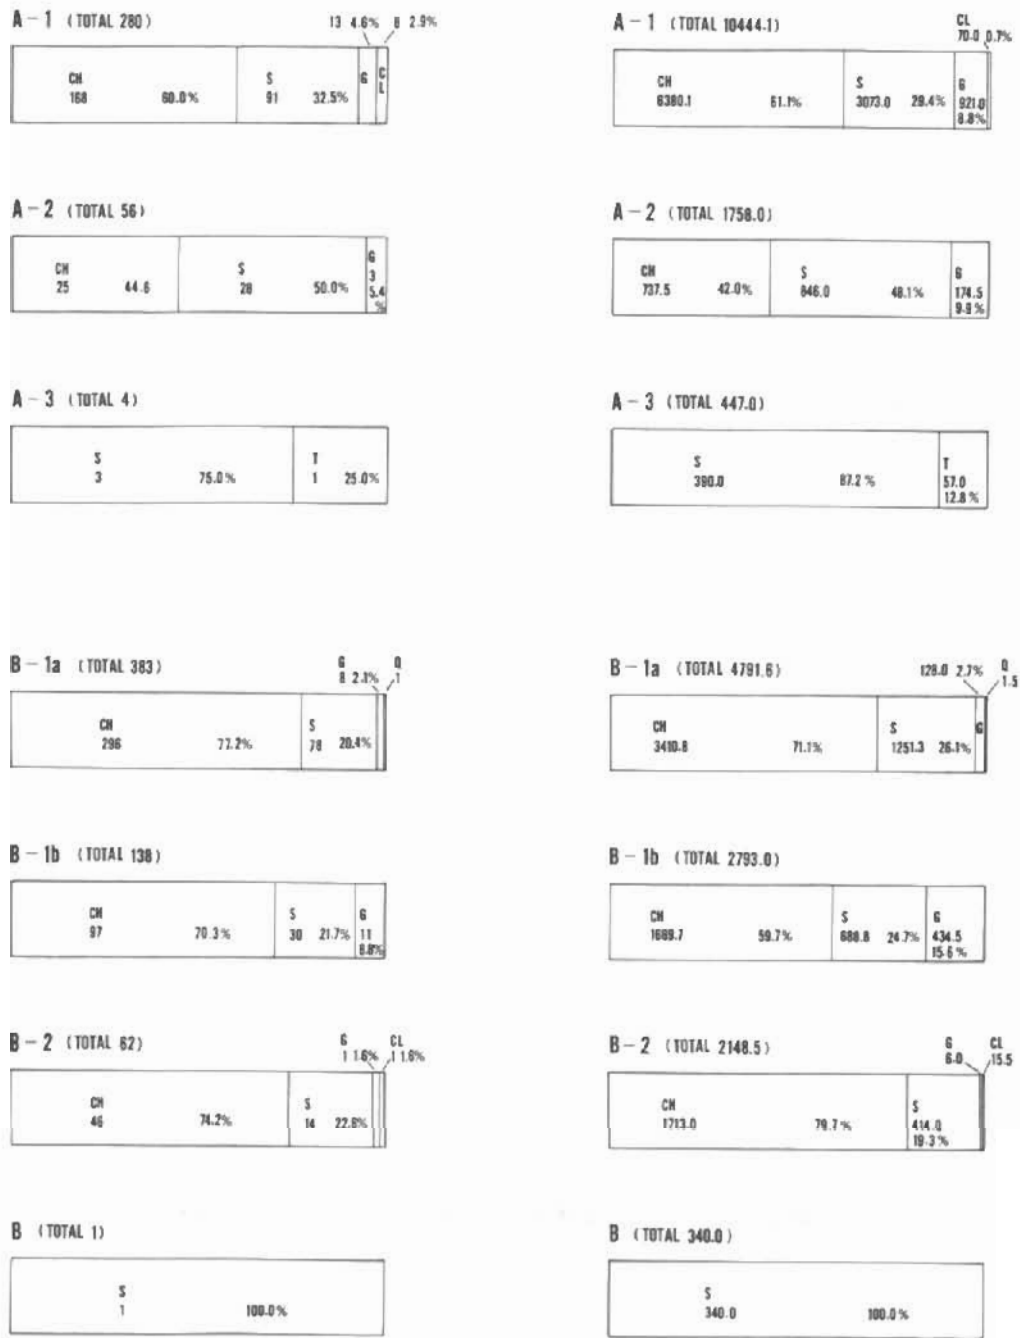 A - 1 (TOTAL 280)
13 4.6% 8 2.9%
CH S G CL
168 60.0% 91 32.5%
A - 1 (TOTAL 10444.1)
CL
70.0 0.7%
CH S G
6380.1 61.1% 3073.0 29.4% 921.0
8.8%
A - 2 (TOTAL 56)
CH S G
25 44.6 28 50.0% 3
5.4
%
A - 2 (TOTAL 1758.0)
CH S G
737.5 42.0% 846.0 48.1% 174.5
9.9%
A - 3 (TOTAL 4)
S T
3 75.0% 1 25.0%
A - 3 (TOTAL 447.0)
S T
390.0 87.2% 57.0
12.8%
B - 1a (TOTAL 383)
G Q
8 2.1% 1
CH S
296 77.2% 78 20.4%
B - 1a (TOTAL 4791.6)
128.0 2.7% Q
1.5
CH S G
3410.8 71.1% 1251.3 26.1%
B - 1b (TOTAL 138)
CH S G
97 70.3% 30 21.7% 11
8.8%
B - 1b (TOTAL 2793.0)
CH S G
1669.7 59.7% 688.8 24.7% 434.5
15.6%
B - 2 (TOTAL 62)
G CL
1 1.6% 1 1.6%
CH S
46 74.2% 14 22.6%
B - 2 (TOTAL 2148.5)
G CL
6.0 15.5
CH S
1713.0 79.7% 414.0
19.3%
B (TOTAL 1)
S
1 100.0%
B (TOTAL 340.0)
S
340.0 100.0%